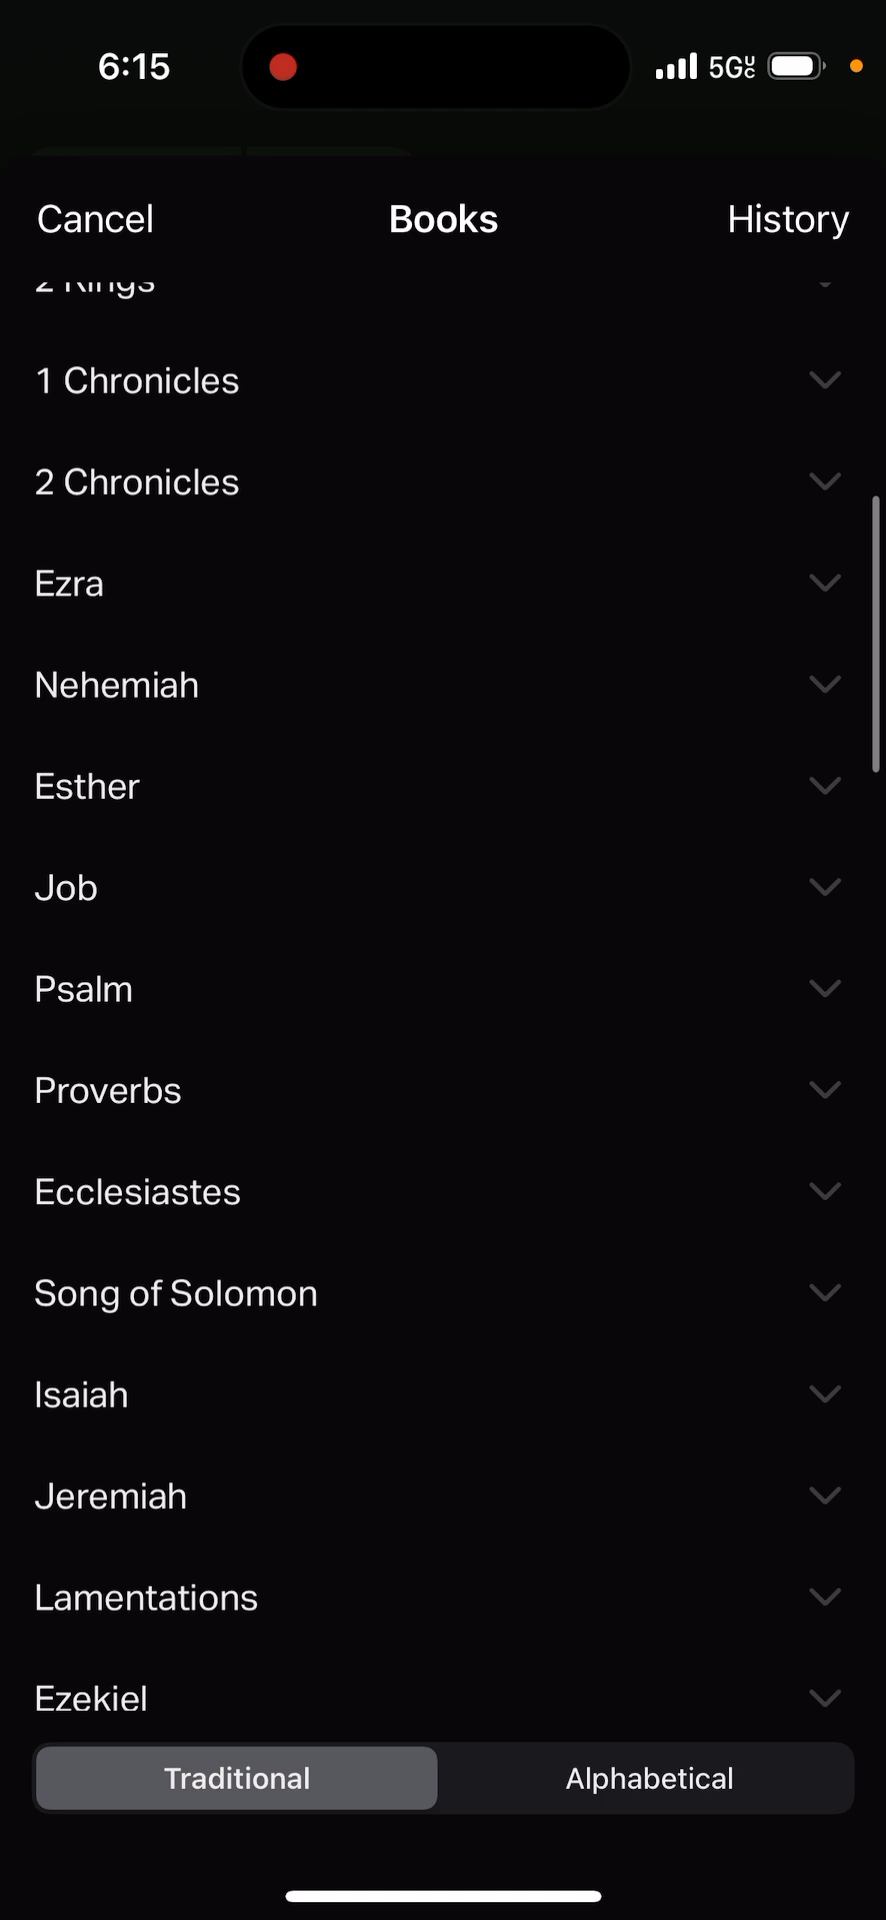 6:15
5GUC
Cancel
Books
History
2 Kings
1 Chronicles
2 Chronicles
Ezra
Nehemiah
Esther
Job
Psalm
Proverbs
Ecclesiastes
Song of Solomon
Isaiah
Jeremiah
Lamentations
Ezekiel
Traditional
Alphabetical